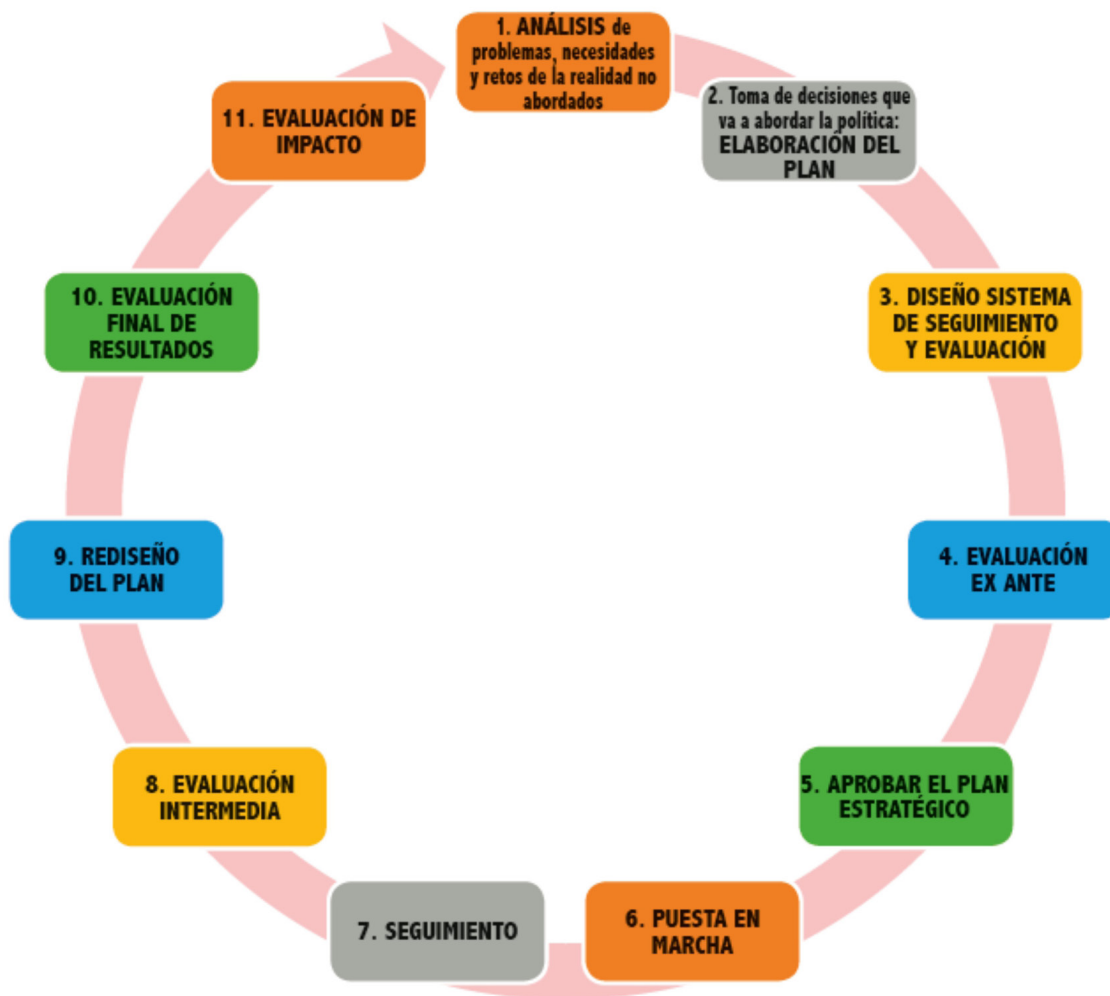 1. ANÁLISIS de
problemas, necesidades
y retos de la realidad no
abordados
2. Toma de decisiones que
va a abordar la política:
ELABORACIÓN DEL
PLAN
3. DISEÑO SISTEMA
DE SEGUIMIENTO
Y EVALUACIÓN
4. EVALUACIÓN
EX ANTE
5. APROBAR EL PLAN
ESTRATÉGICO
6. PUESTA EN
MARCHA
7. SEGUIMIENTO
8. EVALUACIÓN
INTERMEDIA
9. REDISEÑO
DEL PLAN
10. EVALUACIÓN
FINAL DE
RESULTADOS
11. EVALUACIÓN DE
IMPACTO